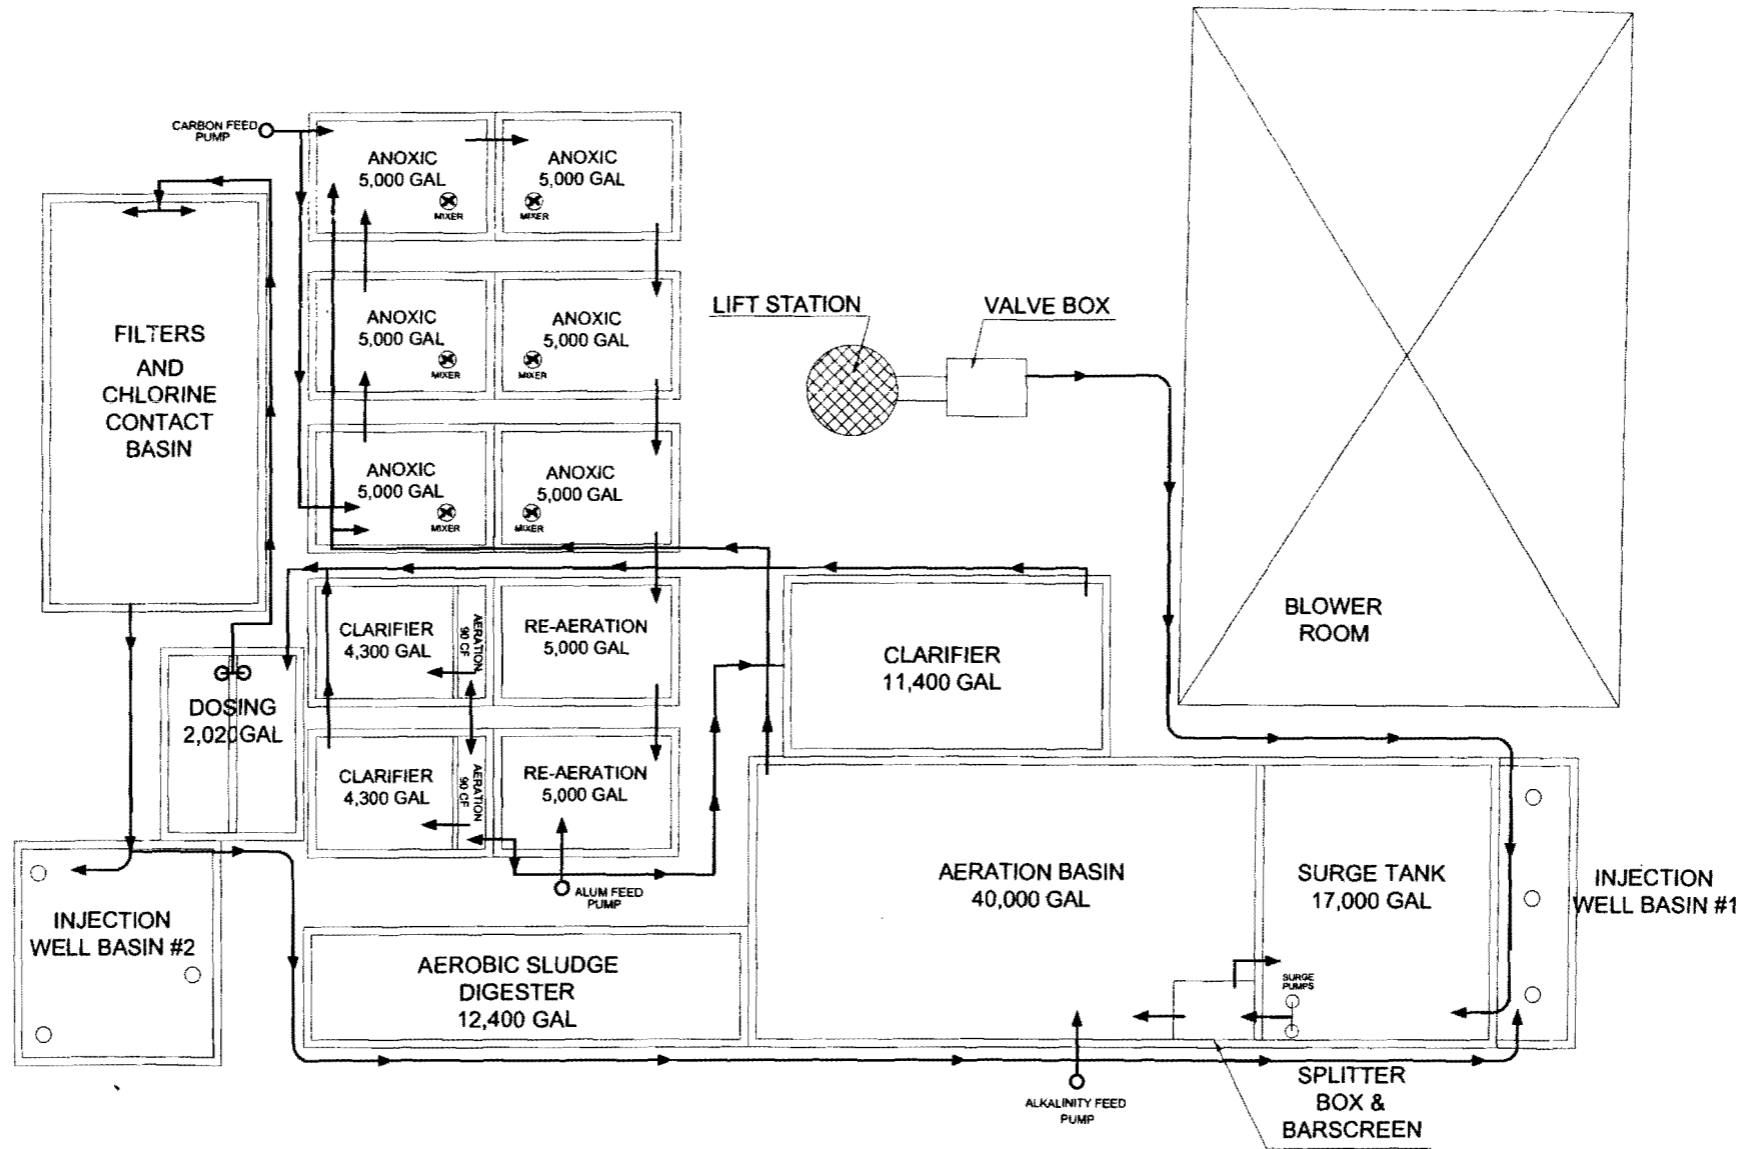 CARBON FEED
PUMP
ANOXIC
5,000 GAL
MIXER
ANOXIC
5,000 GAL
MIXER
FILTERS
AND
CHLORINE
CONTACT
BASIN
ANOXIC
5,000 GAL
MIXER
ANOXIC
5,000 GAL
MIXER
LIFT STATION
VALVE BOX
ANOXIC
5,000 GAL
MIXER
ANOXIC
5,000 GAL
MIXER
BLOWER
ROOM
CLARIFIER
4,300 GAL
AERATION
90 CF
RE-AERATION
5,000 GAL
CLARIFIER
11,400 GAL
DOSING
2,020GAL
CLARIFIER
4,300 GAL
AERATION
90 CF
RE-AERATION
5,000 GAL
ALUM FEED
PUMP
AERATION BASIN
40,000 GAL
SURGE TANK
17,000 GAL
INJECTION
WELL BASIN #1
INJECTION
WELL BASIN #2
AEROBIC SLUDGE
DIGESTER
12,400 GAL
SURGE
PUMPS
ALKALINITY FEED
PUMP
SPLITTER
BOX &
BARSCREEN